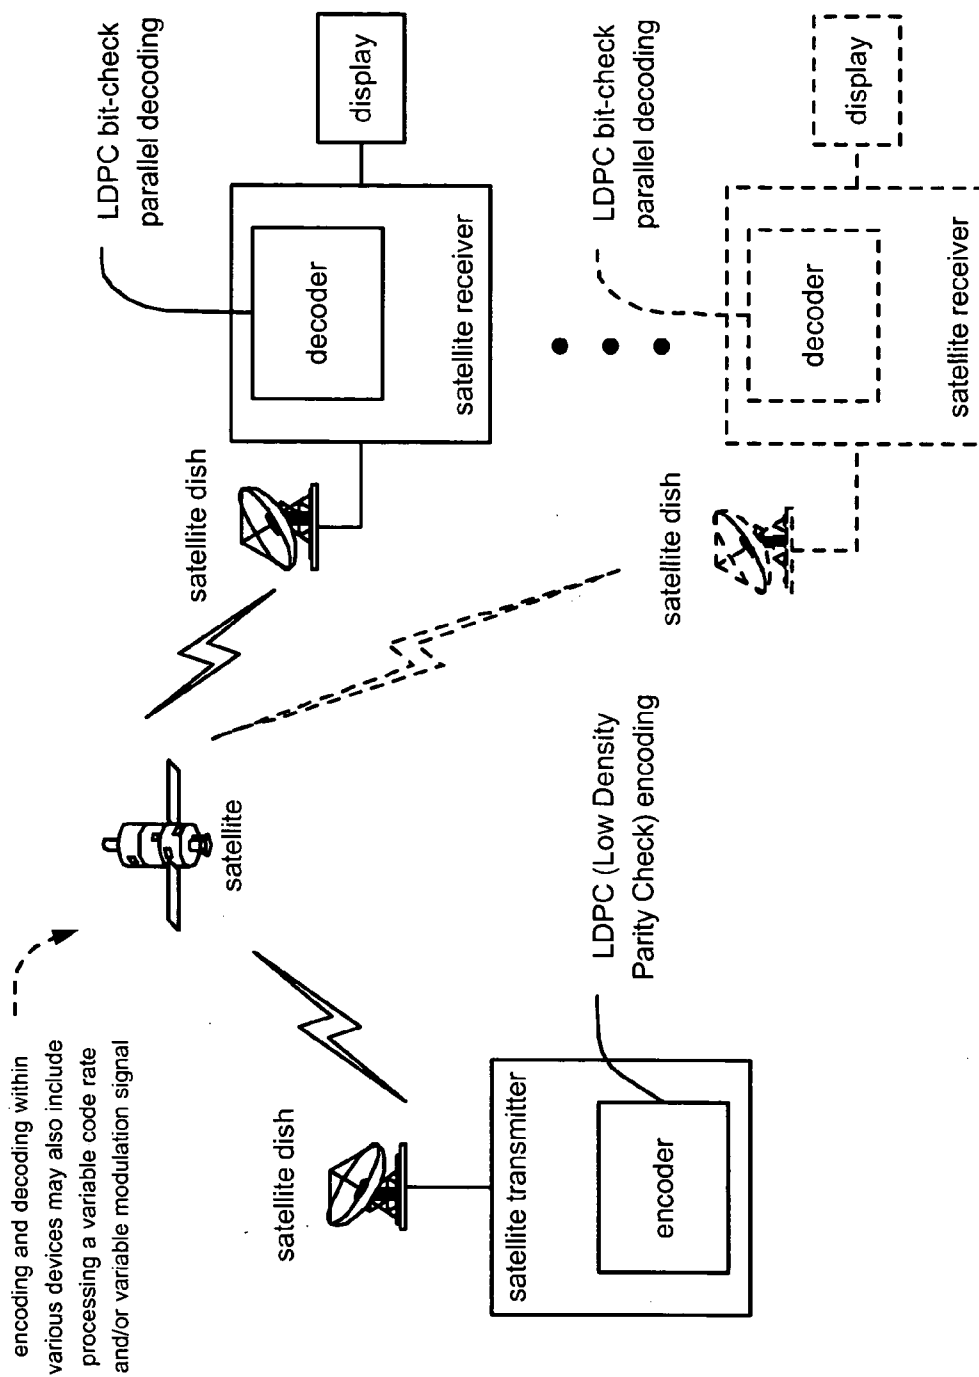 encoding and decoding within
various devices may also include
processing a variable code rate
and/or variable modulation signal
satellite
satellite dish
satellite transmitter
encoder
LDPC (Low Density
Parity Check) encoding
satellite dish
LDPC bit-check
parallel decoding
decoder
satellite receiver
display
satellite dish
LDPC bit-check
parallel decoding
decoder
satellite receiver
display